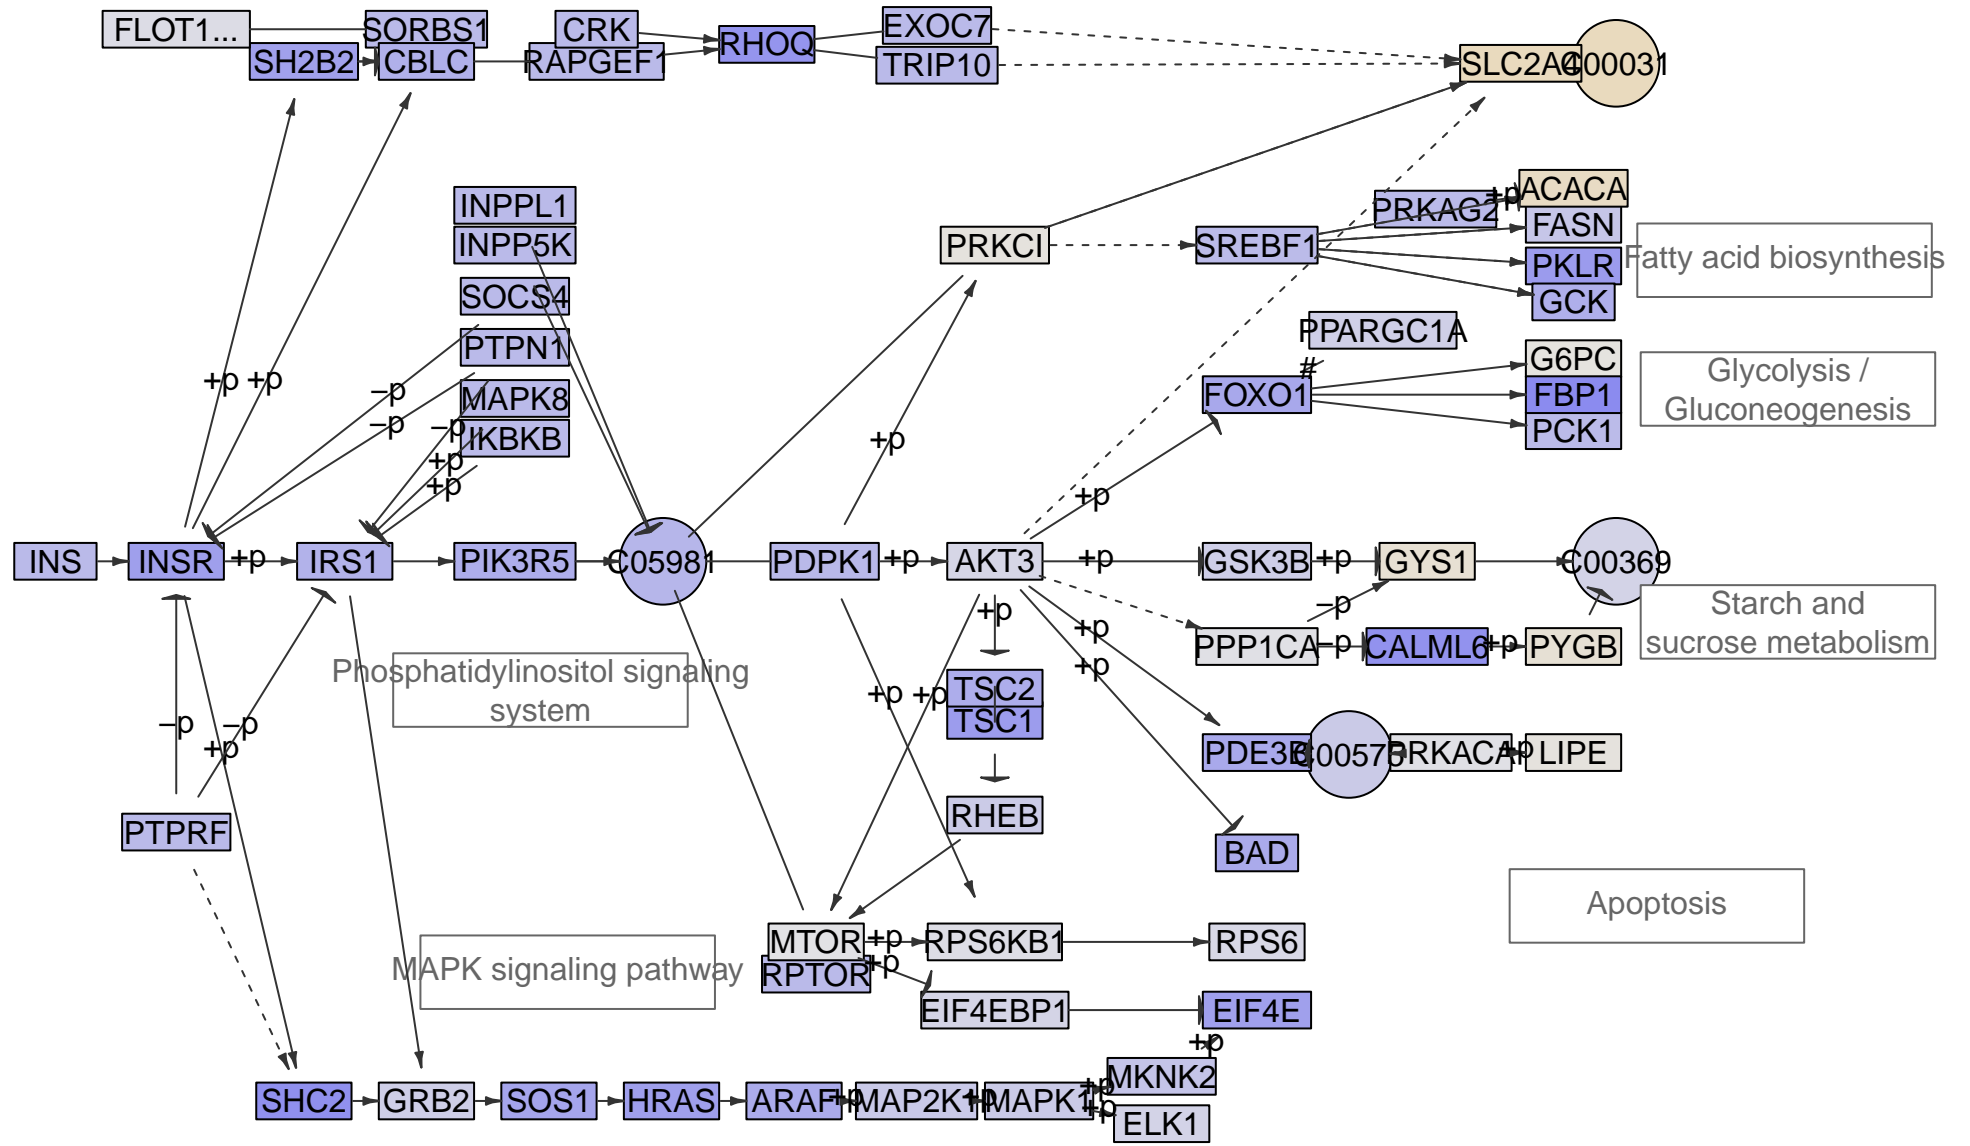 FLOT1...
SORBS1
CRK
EXOC7
SH2B2
CBLC
RAPGEF1
RHOQ
TRIP10
SLC2A4
C00031
INPPL1
INPP5K
SOCS4
PTPN1
MAPK8
IKBKB
PRKCI
SREBF1
PRKAG2
+p
ACACA
FASN
PKLR
GCK
Fatty acid biosynthesis
PPARGC1A
#
FOXO1
G6PC
FBP1
PCK1
Glycolysis /
Gluconeogenesis
+p
+p
−p
−p
−p
+p
+p
+p
+p
INS
INSR
+p
IRS1
PIK3R5
C05981
PDPK1
+p
AKT3
+p
GSK3B
+p
GYS1
C00369
+p
+p
+p
−p
PPP1CA
−p
CALML6
+p
PYGB
Starch and
sucrose metabolism
Phosphatidylinositol signaling
system
−p
+p
−p
+p
+p
TSC2
TSC1
PDE3B
C00575
PRKACA
+p
LIPE
PTPRF
RHEB
BAD
Apoptosis
MAPK signaling pathway
MTOR
+p
RPS6KB1
RPS6
RPTOR
+p
EIF4EBP1
EIF4E
+p
SHC2
GRB2
SOS1
HRAS
ARAF
+p
MAP2K1
+p
MAPK1
+p
MKNK2
+p
ELK1